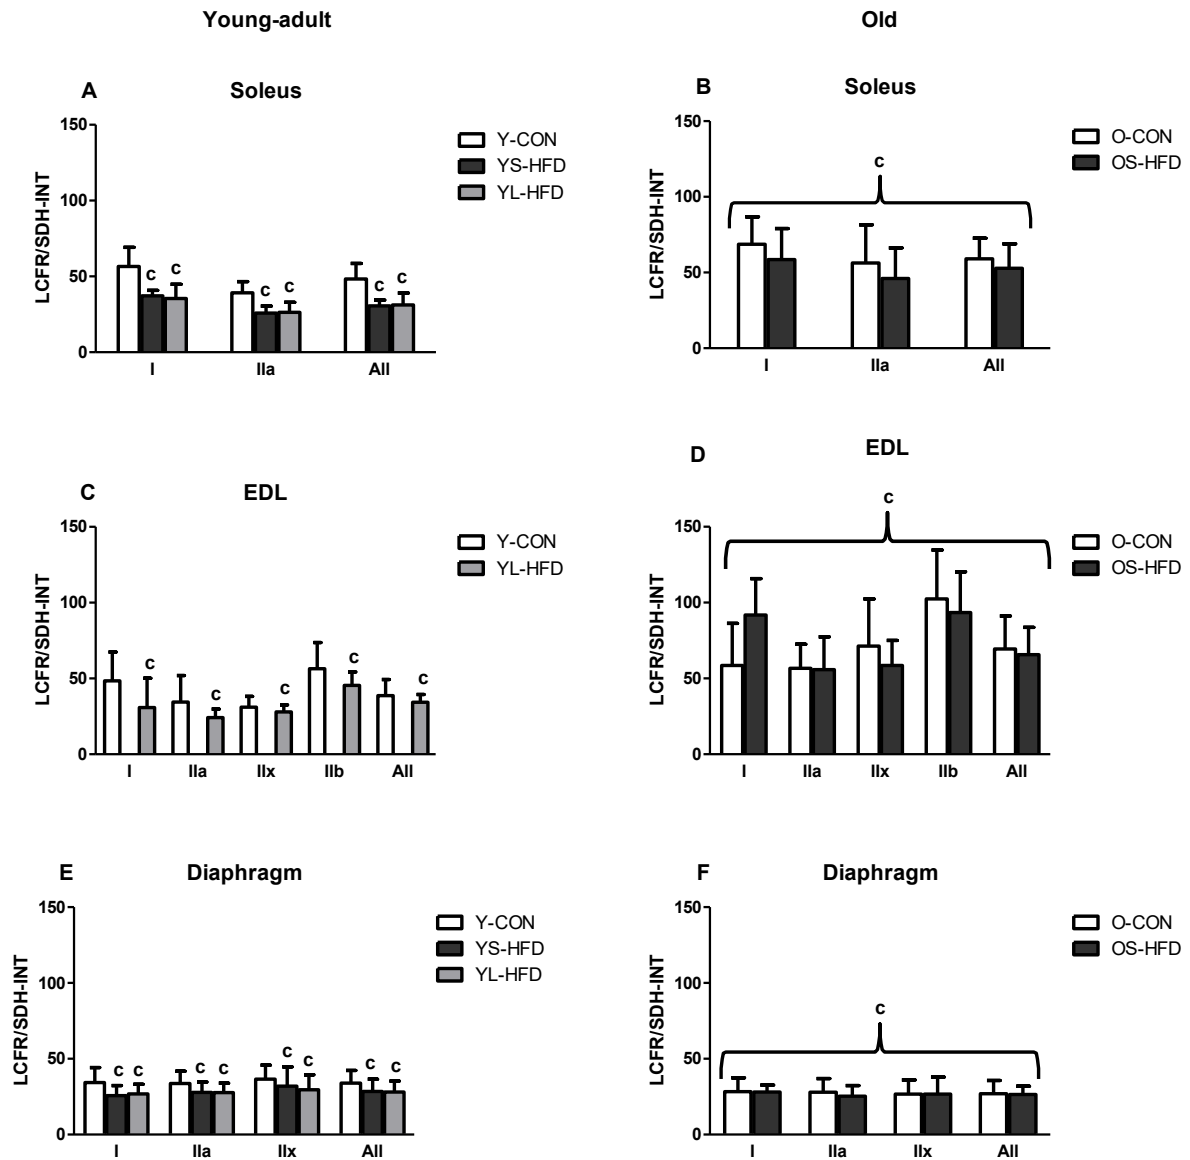 Young-adult
Old
A
Soleus
LCFR/SDH-INT
150
100
50
0
c c
c c
c c
I IIa All
Y-CON
YS-HFD
YL-HFD
B
Soleus
LCFR/SDH-INT
150
100
50
0
c
I IIa All
O-CON
OS-HFD
C
EDL
LCFR/SDH-INT
150
100
50
0
c c c c c
I IIa IIx IIb All
Y-CON
YL-HFD
D
EDL
LCFR/SDH-INT
150
100
50
0
c
I IIa IIx IIb All
O-CON
OS-HFD
E
Diaphragm
LCFR/SDH-INT
150
100
50
0
c c
c c
c c
c c
I IIa IIx All
Y-CON
YS-HFD
YL-HFD
F
Diaphragm
LCFR/SDH-INT
150
100
50
0
c
I IIa IIx All
O-CON
OS-HFD